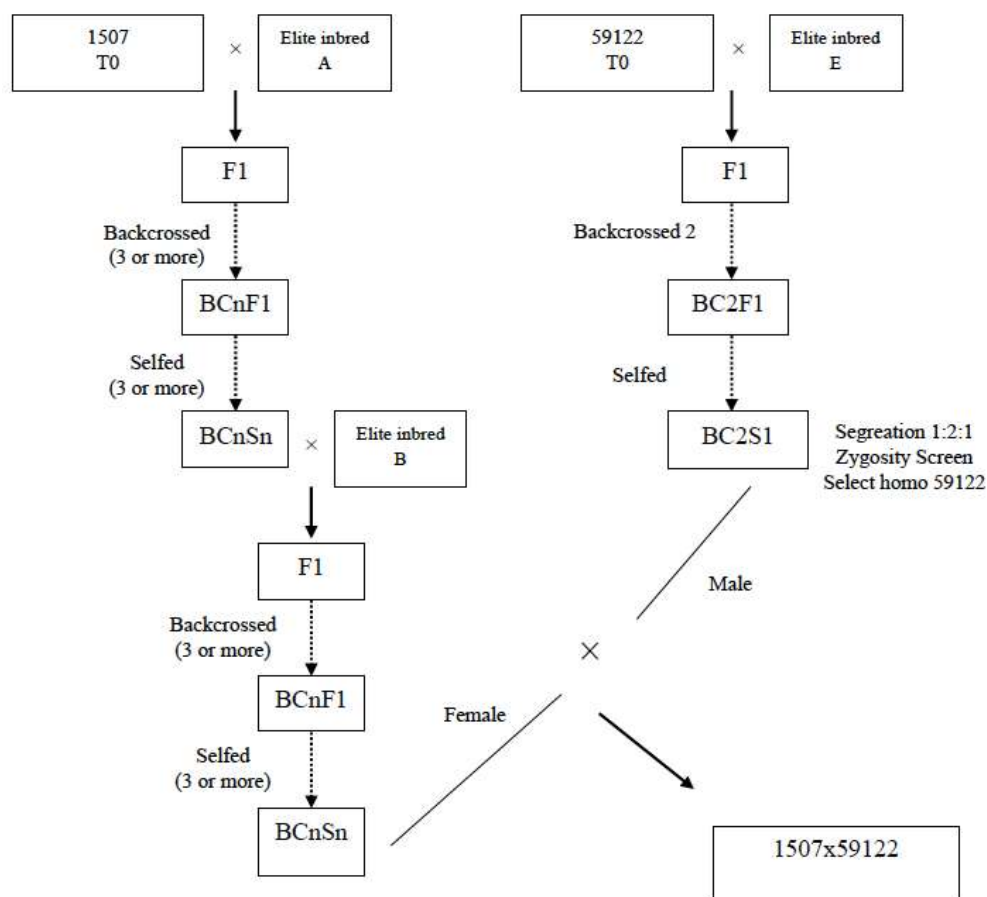 1507
T0
×
Elite inbred
A
59122
T0
×
Elite inbred
E
F1
F1
Backcrossed
(3 or more)
Backcrossed 2
BCnF1
BC2F1
Selfed
(3 or more)
Selfed
BCnSn
×
Elite inbred
B
BC2S1
Segreation 1:2:1
Zygosity Screen
Select homo 59122
F1
Male
Backcrossed
(3 or more)
×
BCnF1
Female
Selfed
(3 or more)
BCnSn
1507x59122